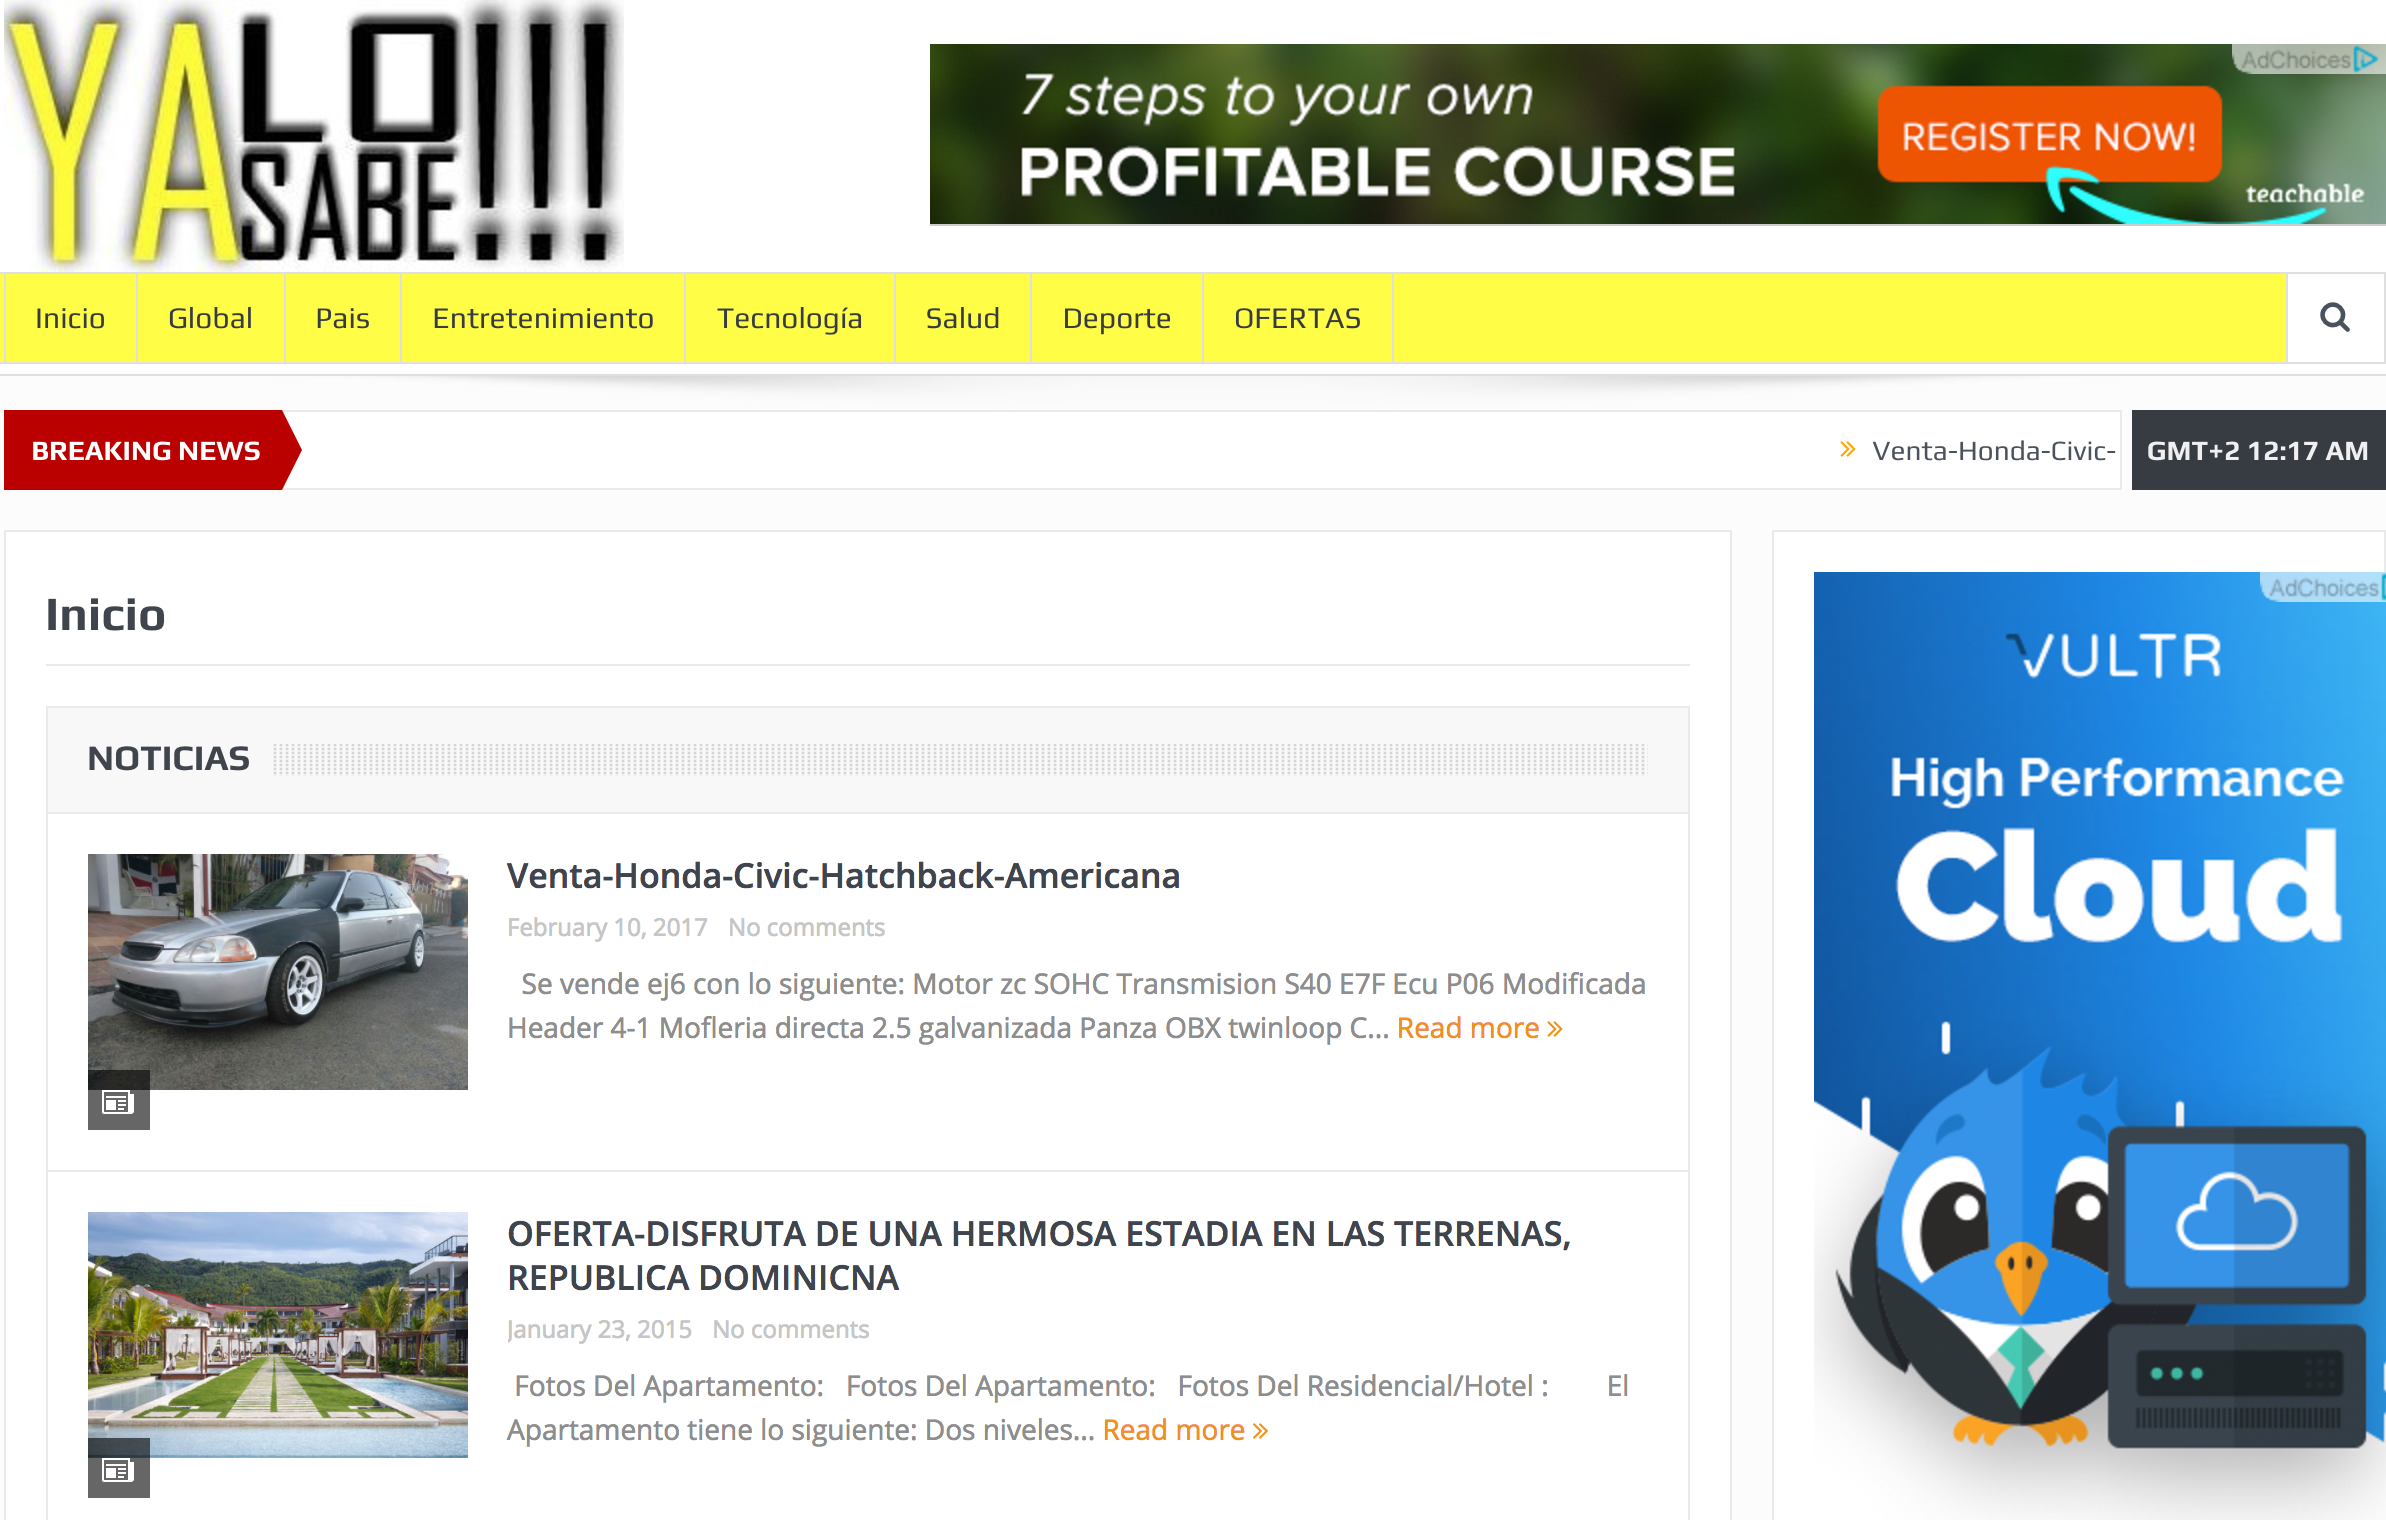 YA LO SABE!!!
7 steps to your own
PROFITABLE COURSE
REGISTER NOW!
teachable
AdChoices
Inicio
Global
Pais
Entretenimiento
Tecnología
Salud
Deporte
OFERTAS
BREAKING NEWS
Venta-Honda-Civic-
GMT+2 12:17 AM
Inicio
NOTICIAS
Venta-Honda-Civic-Hatchback-Americana
February 10, 2017 No comments
Se vende ej6 con lo siguiente: Motor zc SOHC Transmision S40 E7F Ecu P06 Modificada
Header 4-1 Mofleria directa 2.5 galvanizada Panza OBX twinloop C... Read more »
OFERTA-DISFRUTA DE UNA HERMOSA ESTADIA EN LAS TERRENAS,
REPUBLICA DOMINICNA
January 23, 2015 No comments
Fotos Del Apartamento: Fotos Del Apartamento: Fotos Del Residencial/Hotel : El
Apartamento tiene lo siguiente: Dos niveles... Read more »
AdChoices
VULTR
High Performance
Cloud